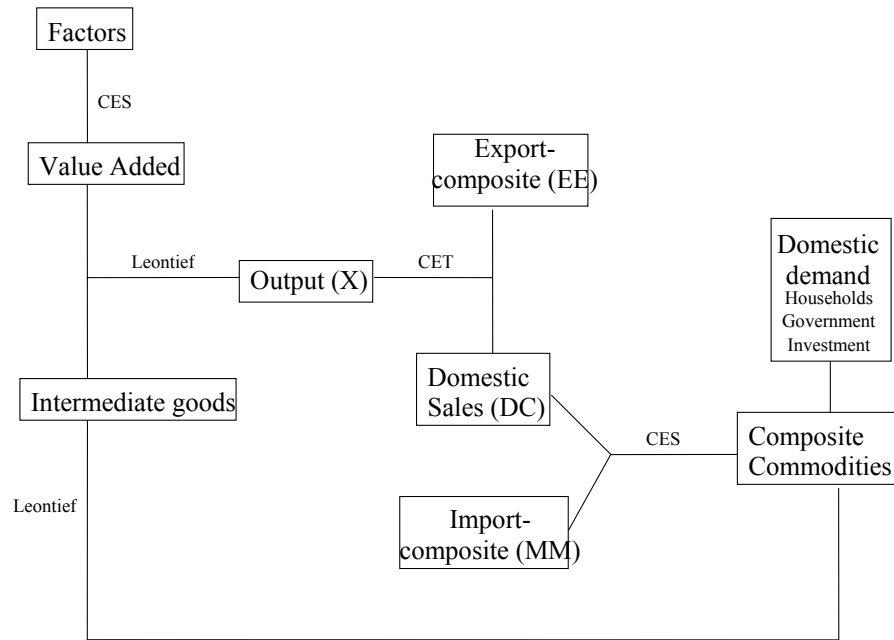 Factors
CES
Value Added
Export-
composite (EE)
Leontief
Output (X)
CET
Domestic
demand
Households
Government
Investment
Intermediate goods
Domestic
Sales (DC)
CES
Composite
Commodities
Leontief
Import-
composite (MM)